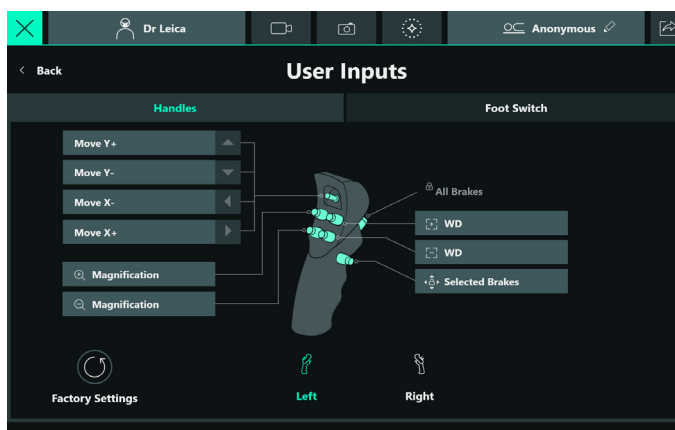 Dr Leica
Anonymous
Back
User Inputs
Handles
Foot Switch
Move Y+
Move Y-
Move X-
Move X+
Magnification
Magnification
All Brakes
WD
WD
Selected Brakes
Factory Settings
Left
Right